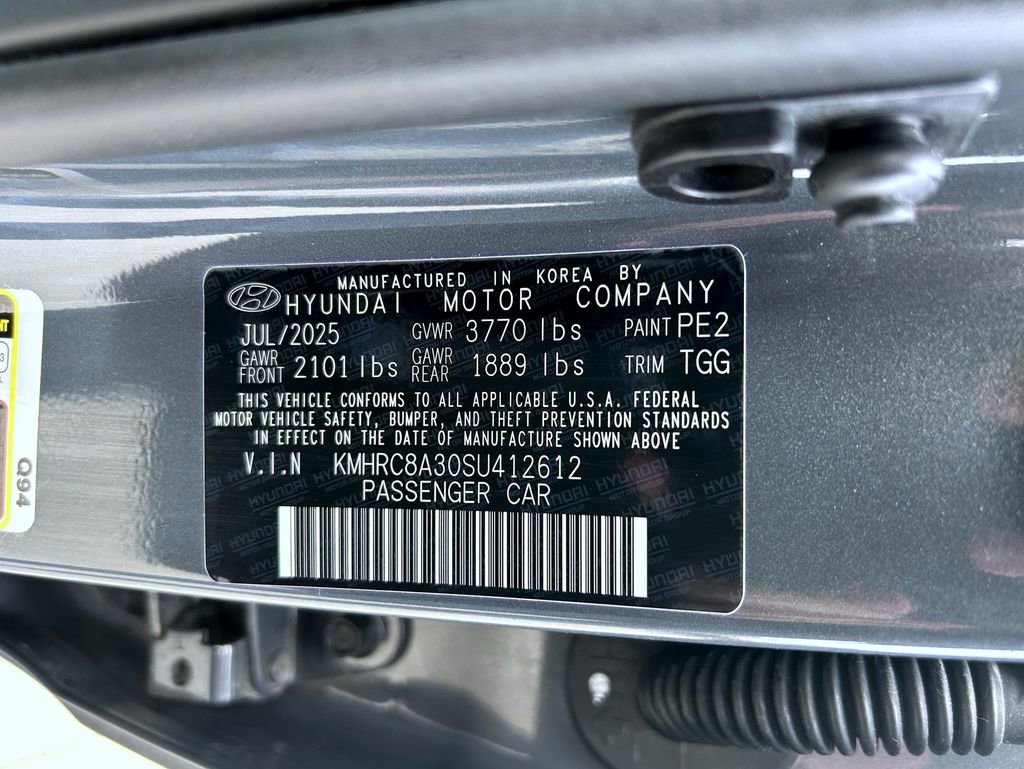 MANUFACTURED IN KOREA BY
HYUNDAI MOTOR COMPANY
JUL/2025 GVWR 3770 lbs PAINT PE2
GAWR FRONT 2101 lbs GAWR REAR 1889 lbs TRIM TGG
THIS VEHICLE CONFORMS TO ALL APPLICABLE U.S.A. FEDERAL
MOTOR VEHICLE SAFETY, BUMPER, AND THEFT PREVENTION STANDARDS
IN EFFECT ON THE DATE OF MANUFACTURE SHOWN ABOVE
V.I.N KMHRC8A30SU412612
PASSENGER CAR
Q94